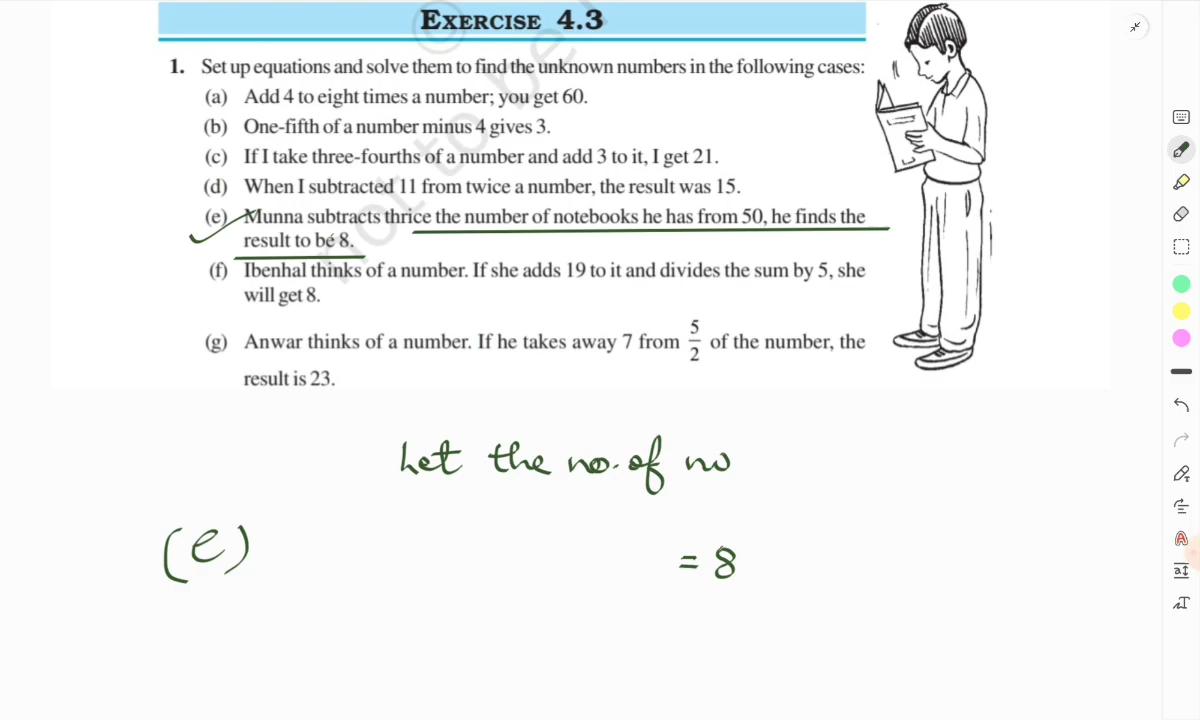 EXERCISE 4.3
1. Set up equations and solve them to find the unknown numbers in the following cases:
(a) Add 4 to eight times a number; you get 60.
(b) One-fifth of a number minus 4 gives 3.
(c) If I take three-fourths of a number and add 3 to it, I get 21.
(d) When I subtracted 11 from twice a number, the result was 15.
(e) Munna subtracts thrice the number of notebooks he has from 50, he finds the
result to be 8.
(f) Ibenhal thinks of a number. If she adds 19 to it and divides the sum by 5, she
will get 8.
(g) Anwar thinks of a number. If he takes away 7 from 5/2 of the number, the
result is 23.
Let the no. of no
(e) = 8
not to be